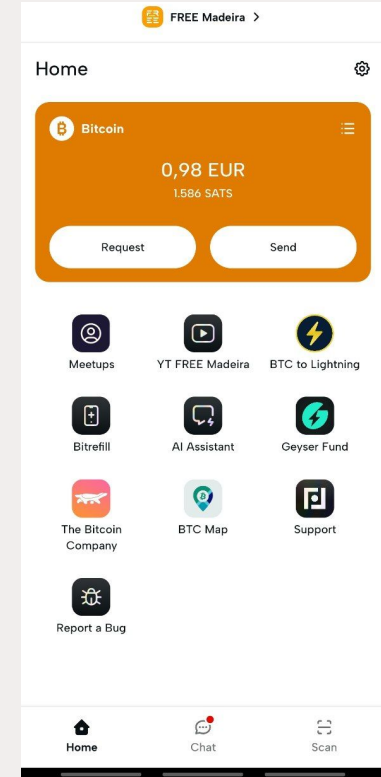 FREE Madeira
Home
Bitcoin
0,98 EUR
1.586 SATS
Request
Send
Meetups
YT FREE Madeira
BTC to Lightning
Bitrefill
AI Assistant
Geyser Fund
The Bitcoin
Company
BTC Map
Support
Report a Bug
Home
Chat
Scan